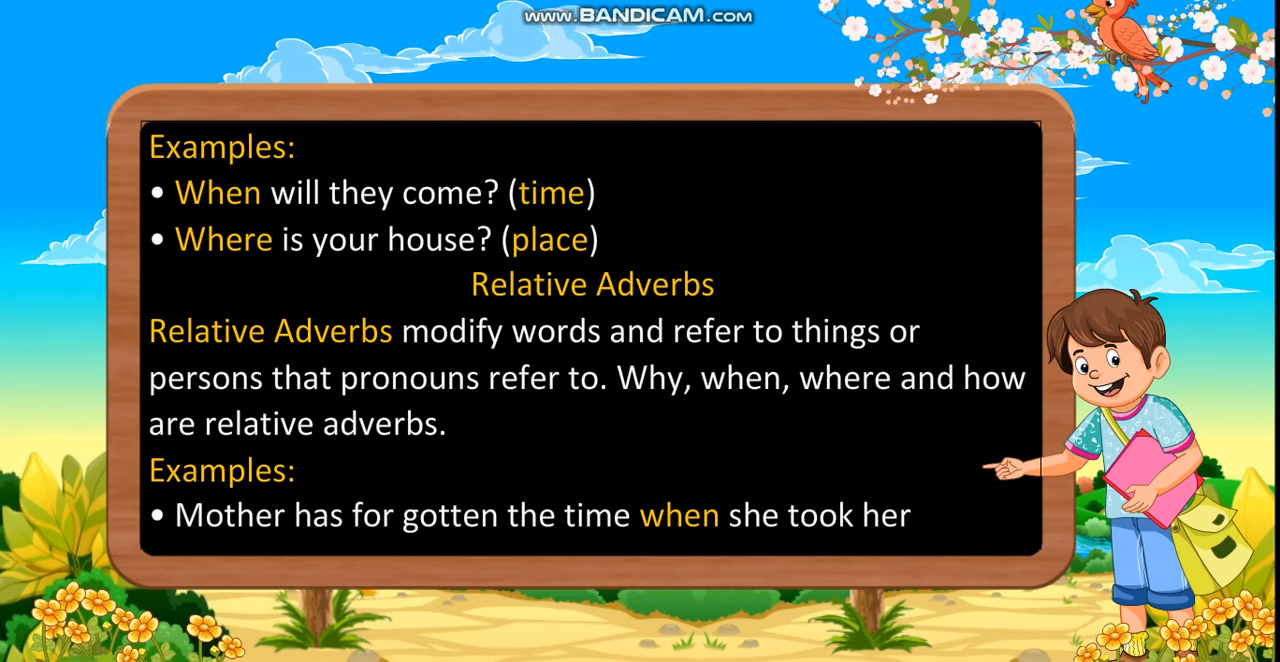 www.BANDICAM.com
Examples:
• When will they come? (time)
• Where is your house? (place)
Relative Adverbs
Relative Adverbs modify words and refer to things or
persons that pronouns refer to. Why, when, where and how
are relative adverbs.
Examples:
• Mother has for gotten the time when she took her